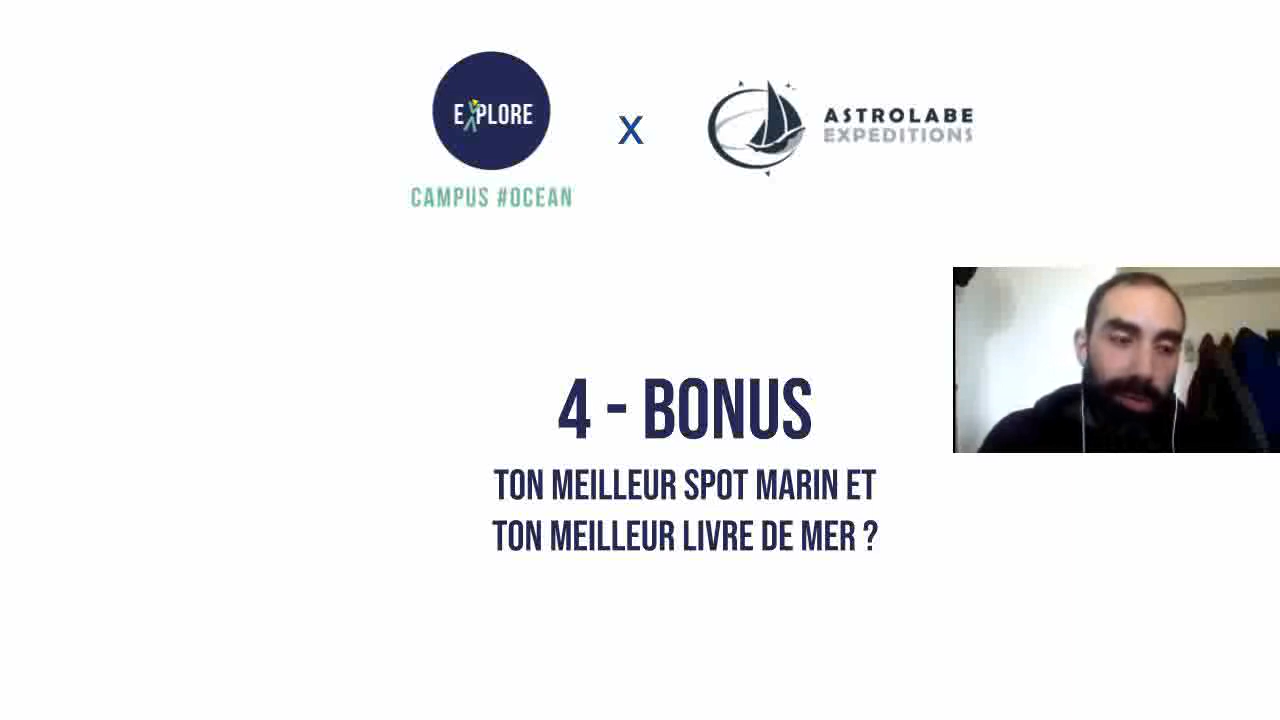 EXPLORE
CAMPUS #OCEAN
X
ASTROLABE
EXPEDITIONS
4 - BONUS
TON MEILLEUR SPOT MARIN ET
TON MEILLEUR LIVRE DE MER ?